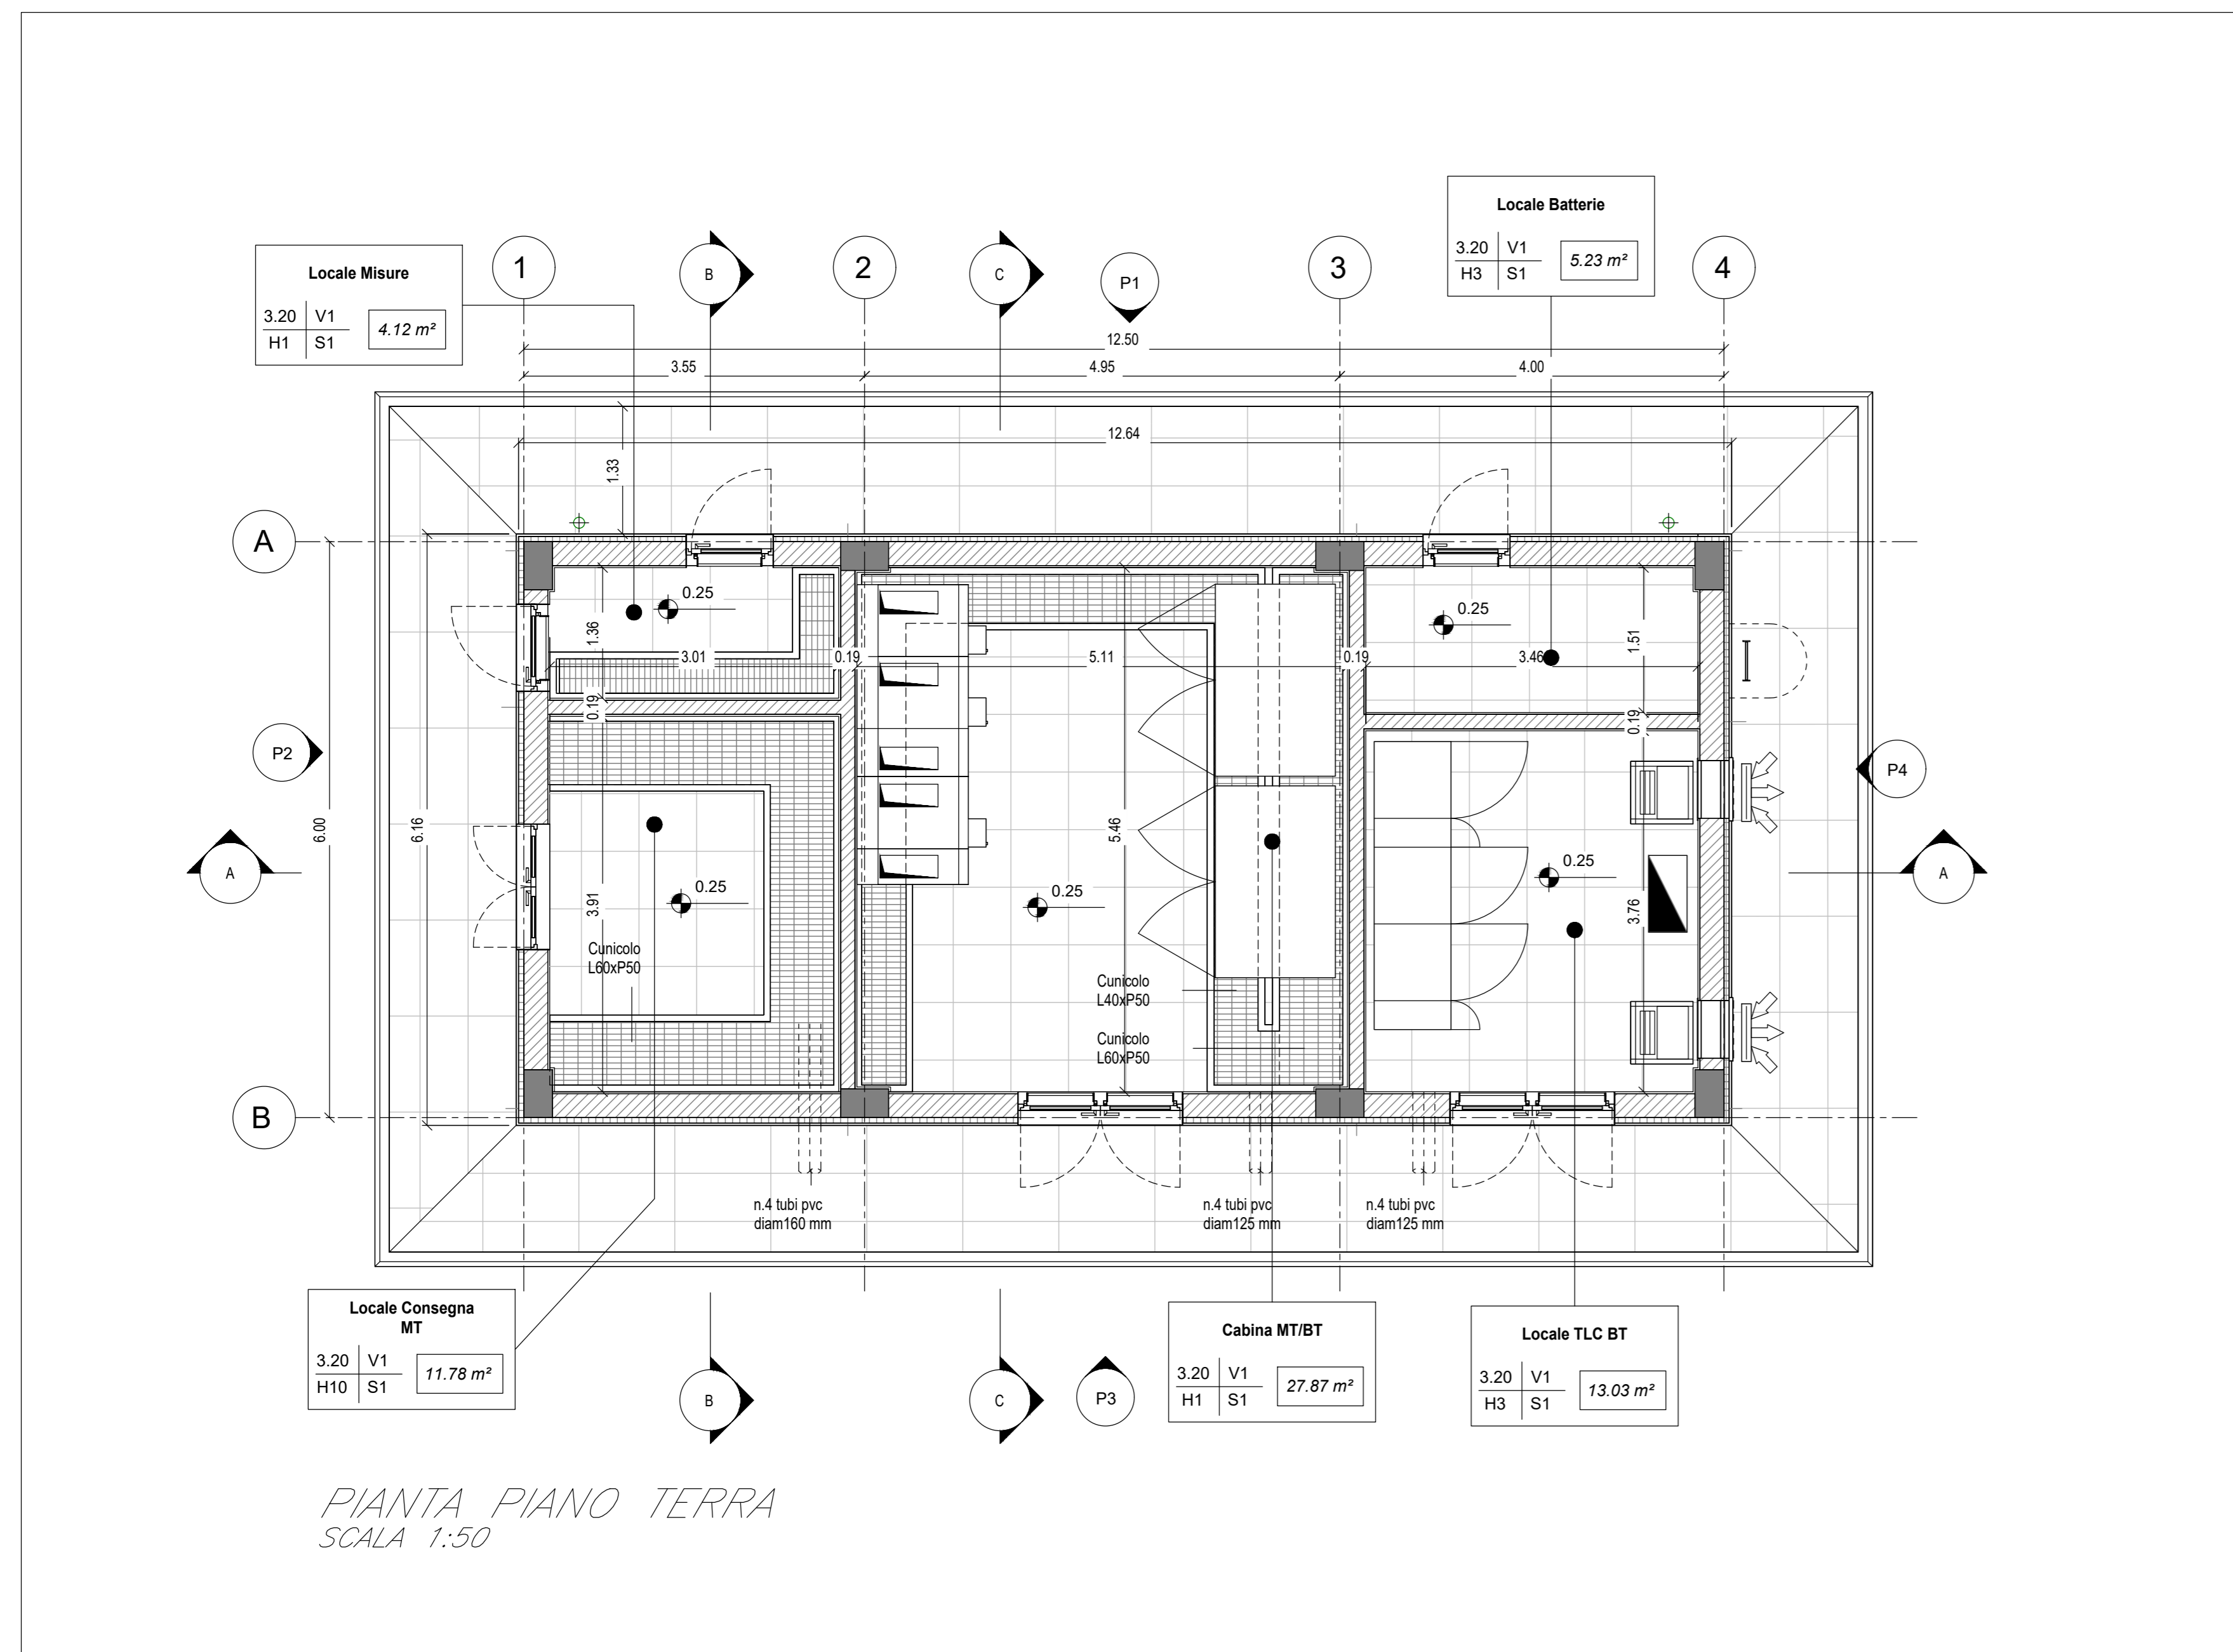 Locale Batterie
3.20 V1
H3 S1
5.23 m²
Locale Misure
3.20 V1
H1 S1
4.12 m²
1
B
2
C
P1
3
4
12.50
3.55
4.95
4.00
12.64
1.33
A
0.25
0.25
1.36
3.01
0.19
5.11
0.19
3.46
1.51
0.19
0.19
P2
P4
6.00
6.16
5.46
A
A
0.25
0.25
0.25
3.91
3.76
Cunicolo
L60xP50
Cunicolo
L40xP50
Cunicolo
L60xP50
B
n.4 tubi pvc
diam160 mm
n.4 tubi pvc
diam125 mm
n.4 tubi pvc
diam125 mm
Locale Consegna
MT
3.20 V1
H10 S1
11.78 m²
B
C
P3
Cabina MT/BT
3.20 V1
H1 S1
27.87 m²
Locale TLC BT
3.20 V1
H3 S1
13.03 m²
PIANTA PIANO TERRA
SCALA 1:50